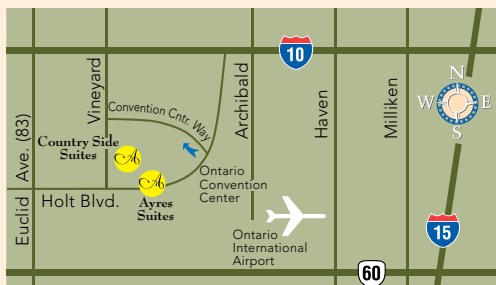 10
N
W E
S
Euclid Ave. (83)
Vineyard
Convention Cntr. Way
Archibald
Haven
Milliken
Country Side
Suites
A
A
Ayres
Suites
Holt Blvd.
Ontario
Convention
Center
Ontario
International
Airport
15
60